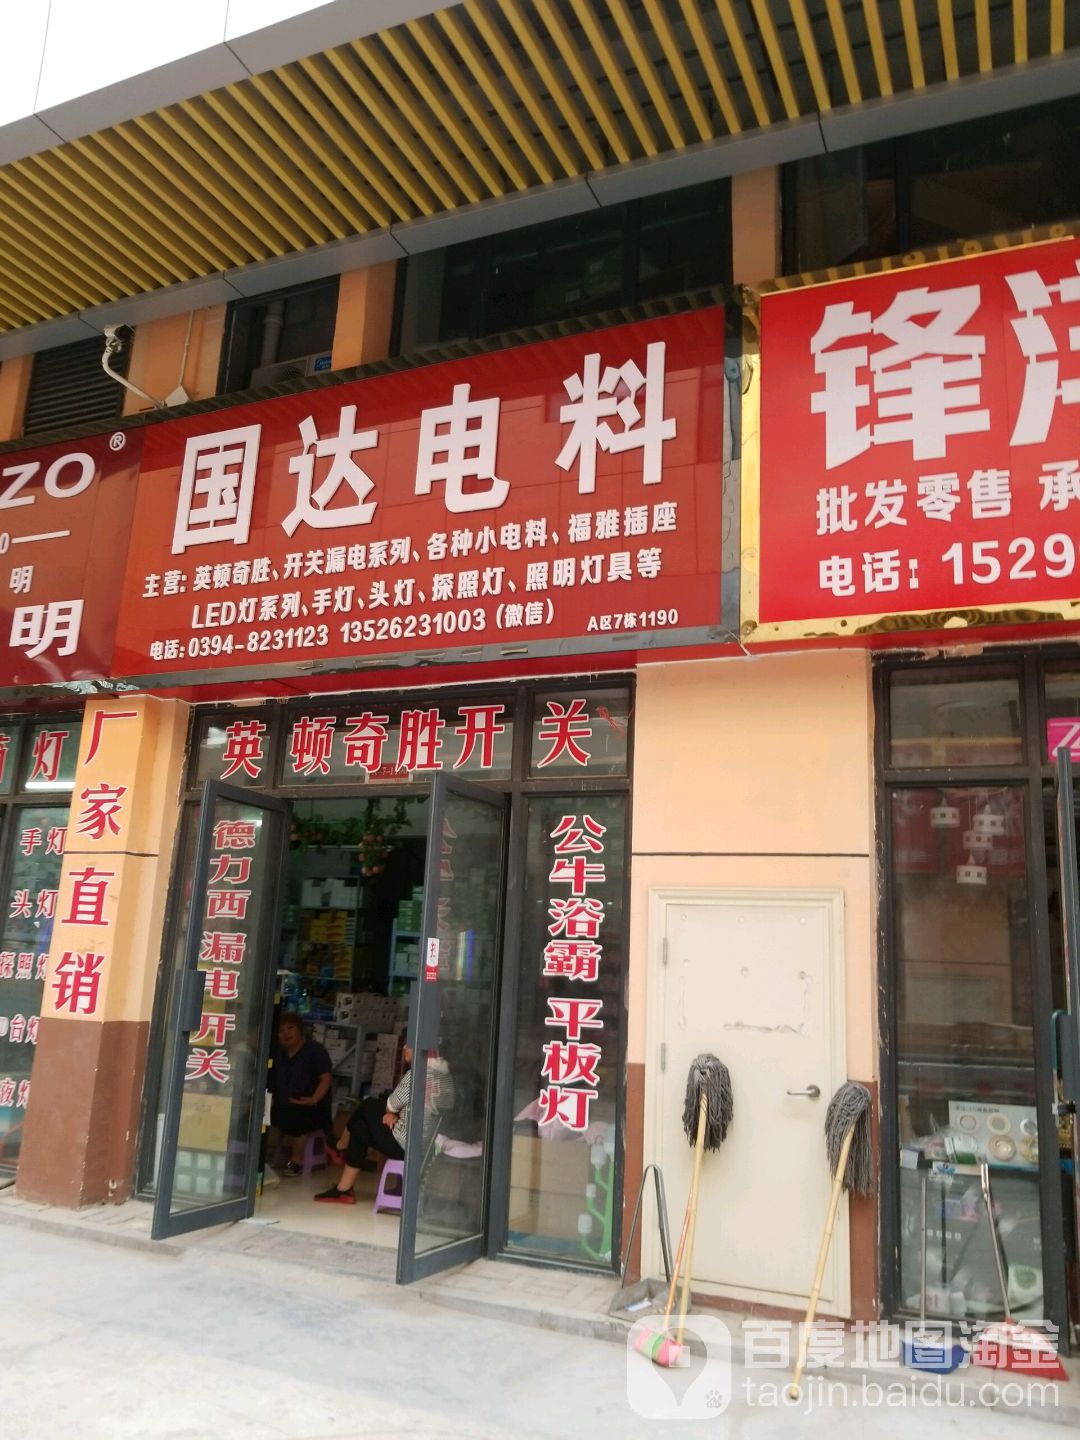 ZO®
明
明
国达电料
主营:英顿奇胜、开关漏电系列、各种小电料、福雅插座
LED灯系列、手灯、头灯、探照灯、照明灯具等
电话:0394-8231123 13526231003(微信)
A区7栋1190
锋
批发零售 承
电话:1529
英顿奇胜开关
厂家直销
德力西漏电开关
公牛浴霸 平板灯
灯
手灯
头灯
探照灯
台灯
夜灯
百度地图淘金
taojin.baidu.com